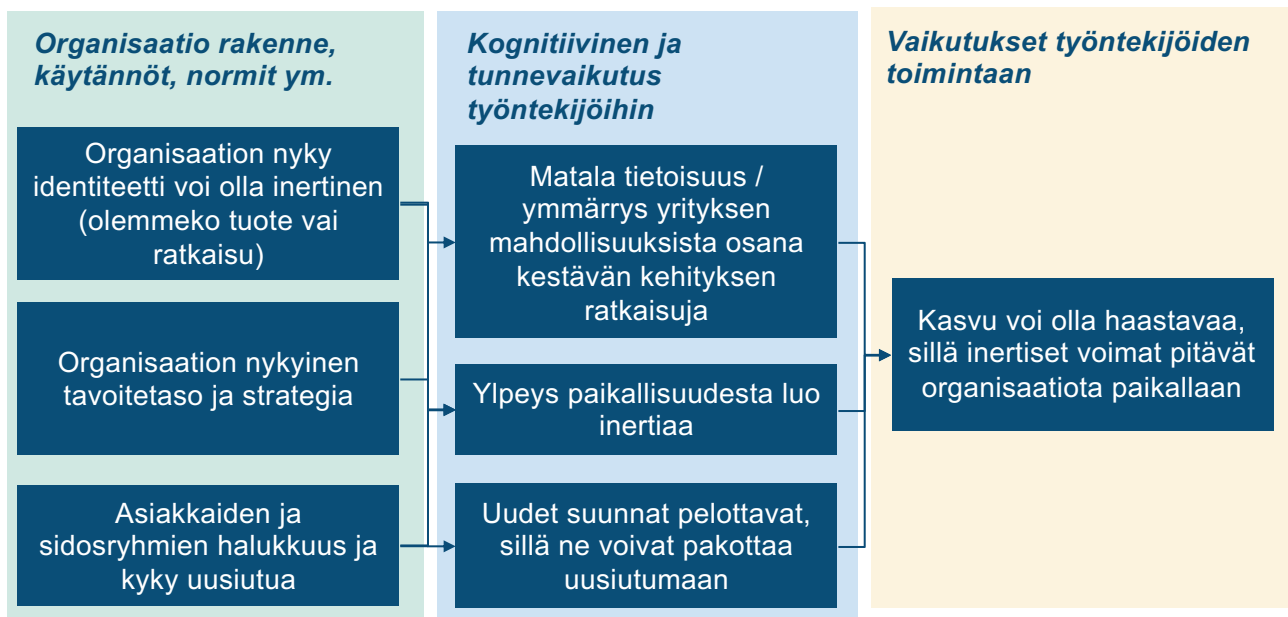 Organisaatio rakenne,
käytännöt, normit ym.
Organisaation nyky
identiteetti voi olla inertinen
(olemmeko tuote vai
ratkaisu)
Organisaation nykyinen
tavoitetaso ja strategia
Asiakkaiden ja
sidosryhmien halukkuus ja
kyky uusiutua
Kognitiivinen ja
tunnevaikutus
työntekijöihin
Matala tietoisuus /
ymmärrys yrityksen
mahdollisuuksista osana
kestävän kehityksen
ratkaisuja
Ylpeys paikallisuudesta luo
inertiaa
Uudet suunnat pelottavat,
sillä ne voivat pakottaa
uusiutumaan
Vaikutukset työntekijöiden
toimintaan
Kasvu voi olla haastavaa,
sillä inertiset voimat pitävät
organisaatiota paikallaan